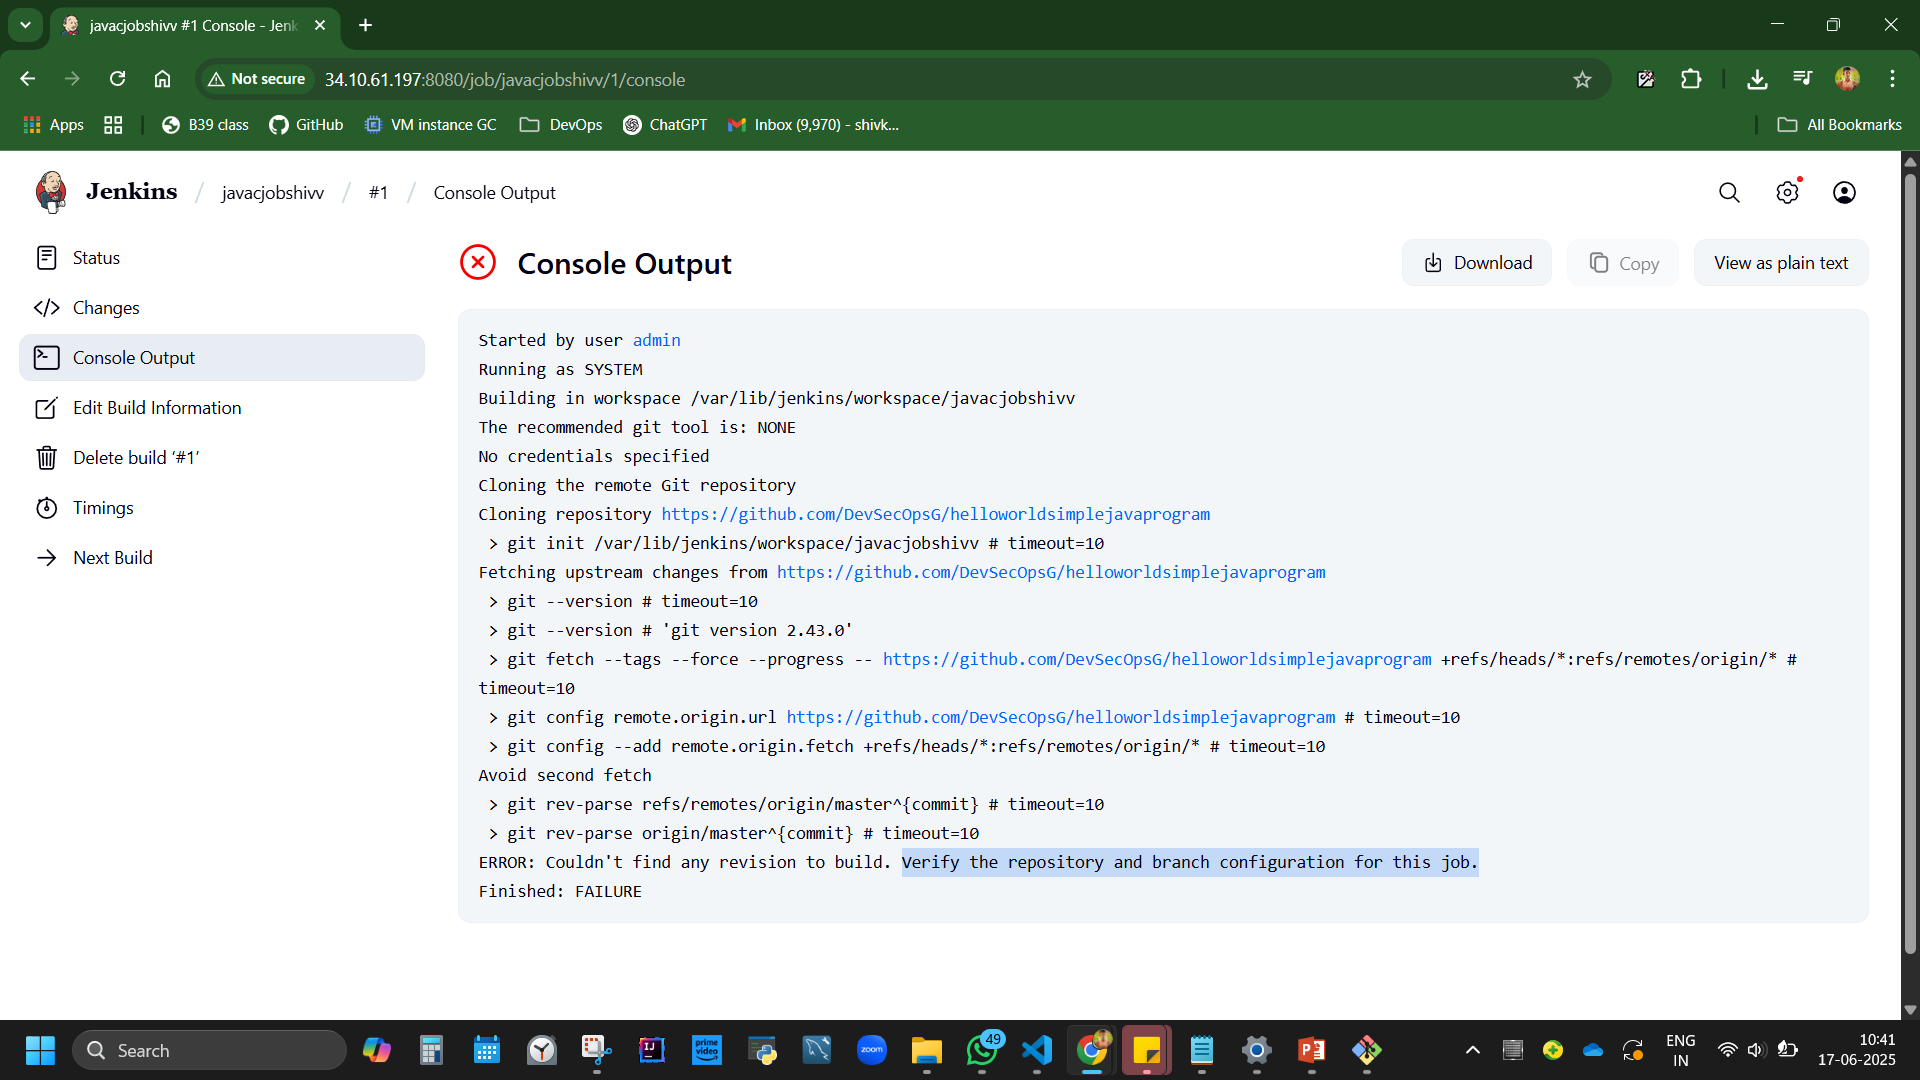 javacjobshivv #1 Console - Jenk
Not secure
34.10.61.197:8080/job/javacjobshivv/1/console
Apps
B39 class
GitHub
VM instance GC
DevOps
ChatGPT
Inbox (9,970) - shivk...
All Bookmarks
Jenkins / javacjobshivv / #1 / Console Output
Status
Changes
Console Output
Edit Build Information
Delete build ‘#1’
Timings
Next Build
Console Output
Download
Copy
View as plain text
Started by user admin
Running as SYSTEM
Building in workspace /var/lib/jenkins/workspace/javacjobshivv
The recommended git tool is: NONE
No credentials specified
Cloning the remote Git repository
Cloning repository https://github.com/DevSecOpsG/helloworldsimplejavaprogram
> git init /var/lib/jenkins/workspace/javacjobshivv # timeout=10
Fetching upstream changes from https://github.com/DevSecOpsG/helloworldsimplejavaprogram
> git --version # timeout=10
> git --version # 'git version 2.43.0'
> git fetch --tags --force --progress -- https://github.com/DevSecOpsG/helloworldsimplejavaprogram +refs/heads/*:refs/remotes/origin/* #
timeout=10
> git config remote.origin.url https://github.com/DevSecOpsG/helloworldsimplejavaprogram # timeout=10
> git config --add remote.origin.fetch +refs/heads/*:refs/remotes/origin/* # timeout=10
Avoid second fetch
> git rev-parse refs/remotes/origin/master^{commit} # timeout=10
> git rev-parse origin/master^{commit} # timeout=10
ERROR: Couldn't find any revision to build. Verify the repository and branch configuration for this job.
Finished: FAILURE
Search
IJ
prime video
zoom
49
P
ENG
IN
10:41
17-06-2025